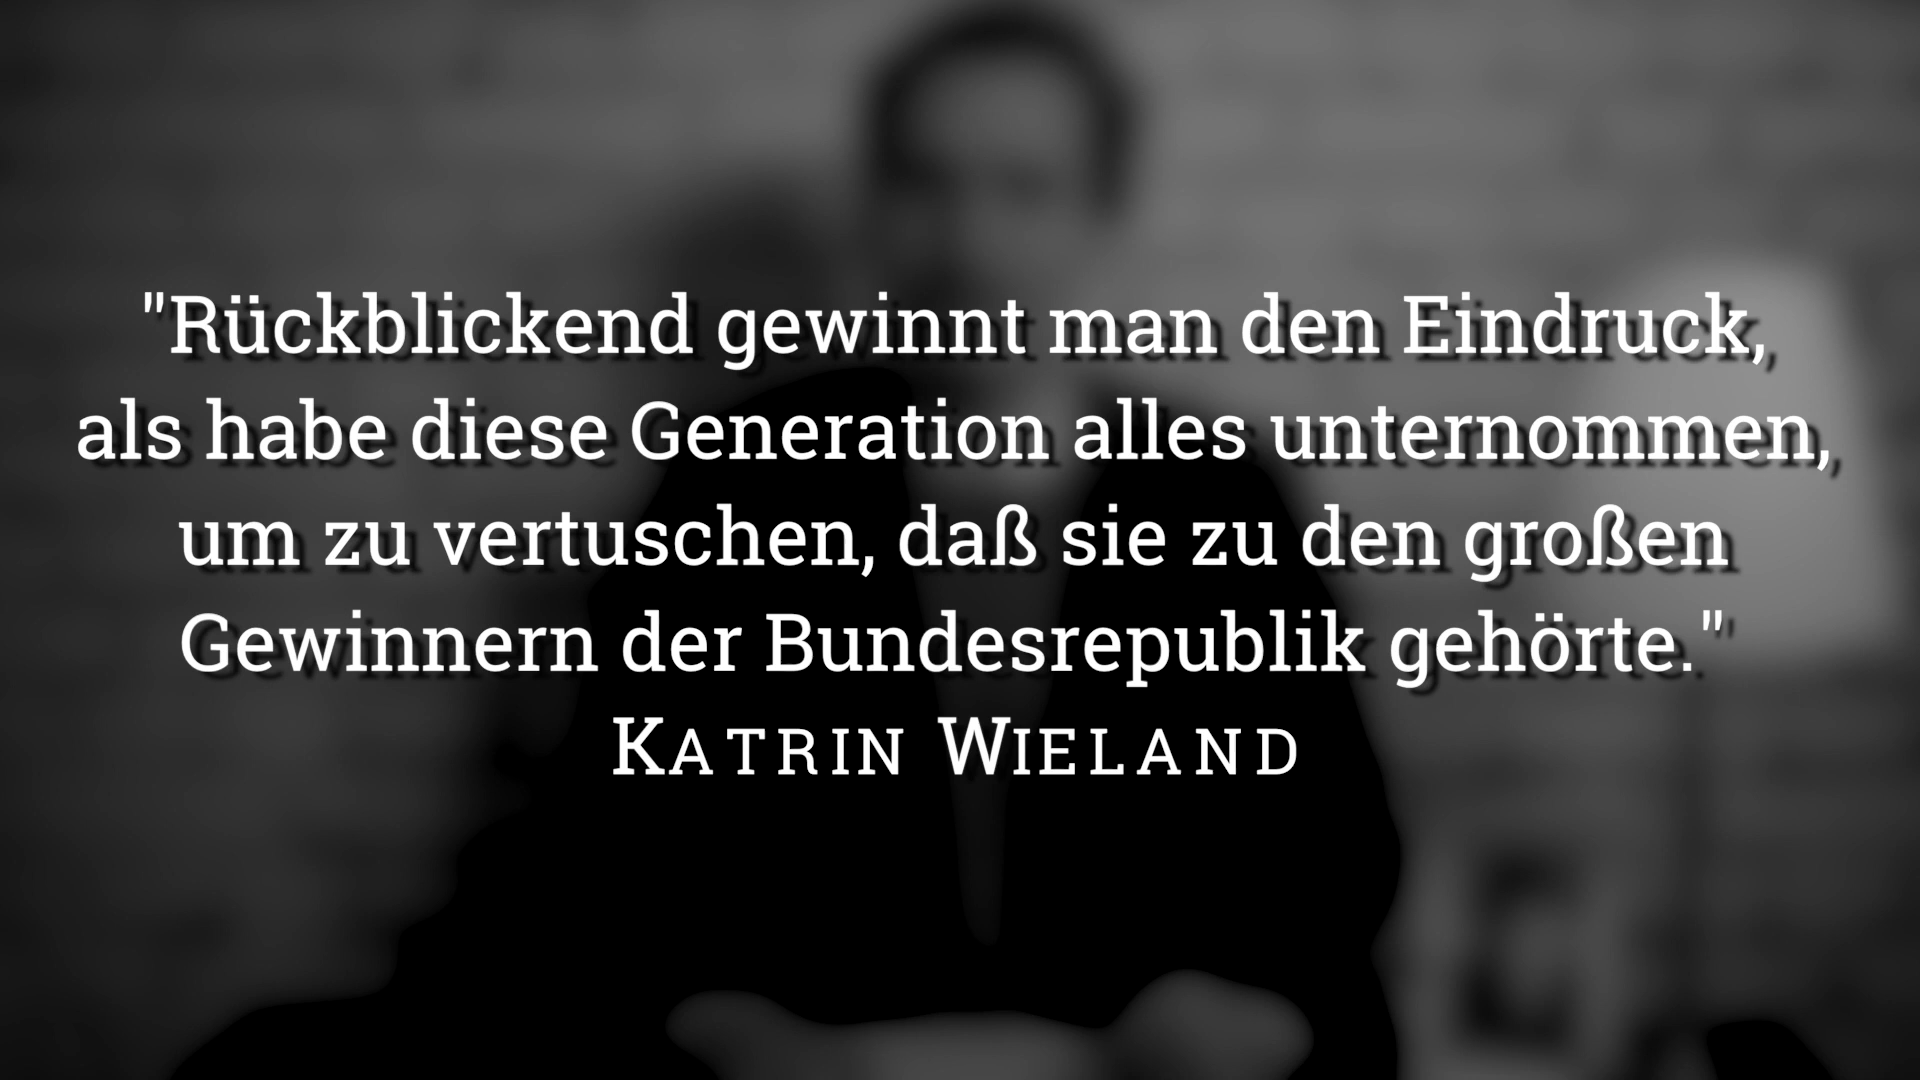 "Rückblickend gewinnt man den Eindruck,
als habe diese Generation alles unternommen,
um zu vertuschen, daß sie zu den großen
Gewinnern der Bundesrepublik gehörte."
KATRIN WIELAND